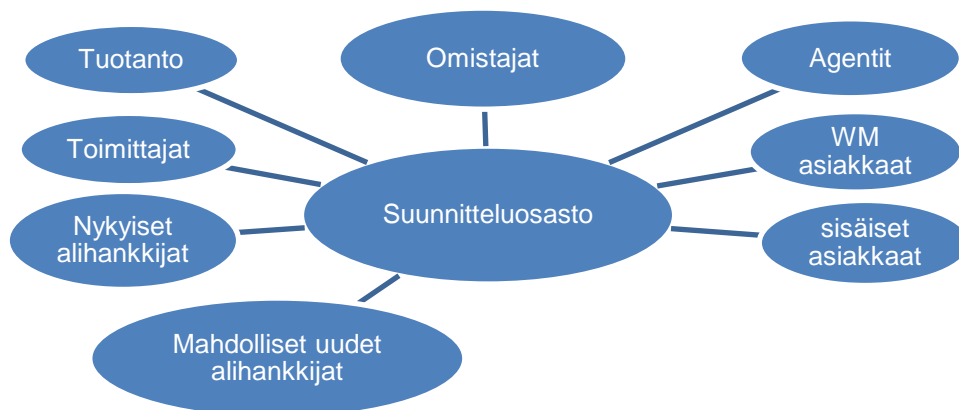 Tuotanto
Omistajat
Agentit
Toimittajat
WM
asiakkaat
Suunnitteluosasto
Nykyiset
alihankkijat
sisäiset
asiakkaat
Mahdolliset uudet
alihankkijat